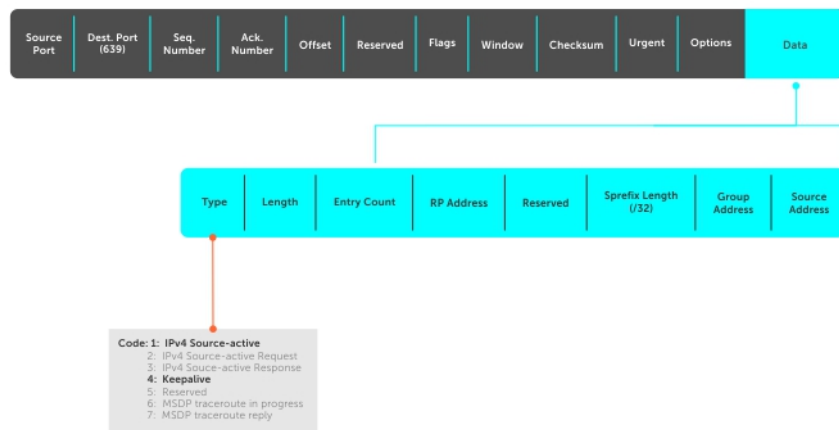 Source Port
Dest. Port (639)
Seq. Number
Ack. Number
Offset
Reserved
Flags
Window
Checksum
Urgent
Options
Data
Type
Length
Entry Count
RP Address
Reserved
Sprefix Length (/32)
Group Address
Source Address
Code: 1: IPv4 Source-active
2: IPv4 Source-active Request
3: IPv4 Souce-active Response
4: Keepalive
5: Reserved
6: MSDP traceroute in progress
7: MSDP traceroute reply